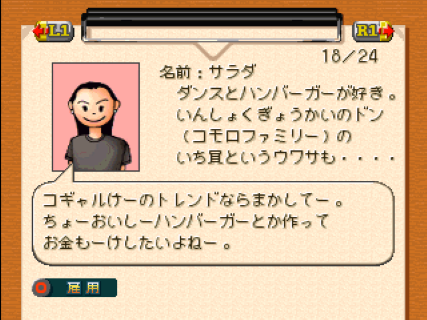 L1
R1
18/24
名前：サラダ
ダンスとハンバーガーが好き。
いんしょくぎょうかいのドン
（コモロファミリー）の
いち員というウワサも・・・・
コギャルけーのトレンドならまかしてー。
ちょーおいしーハンバーガーとか作って
お金もーけしたいよねー。
雇用